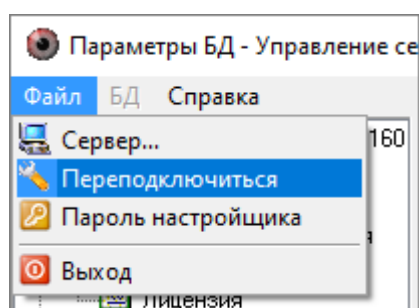 Параметры БД - Управление се
Файл БД Справка
Сервер... 160
Переподключиться
Пароль настройщика
Выход
Лицензия